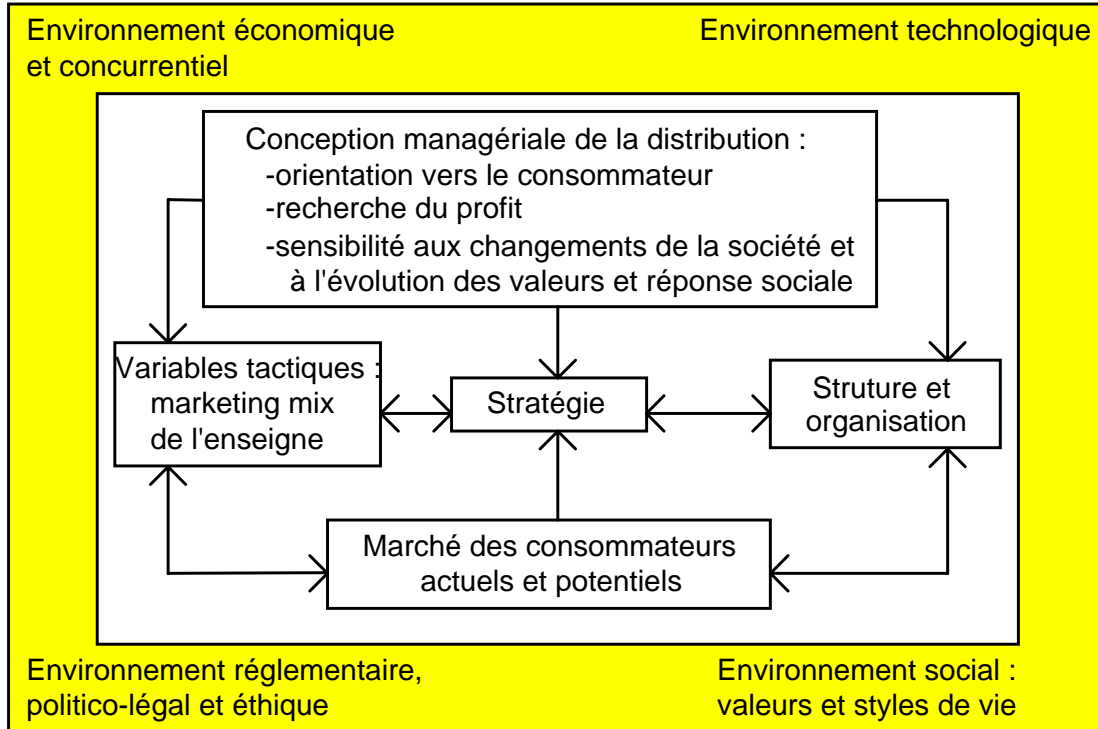 Environnement économique
et concurrentiel
Environnement technologique
Conception managériale de la distribution :
-orientation vers le consommateur
-recherche du profit
-sensibilité aux changements de la société et
à l'évolution des valeurs et réponse sociale
Variables tactiques :
marketing mix
de l'enseigne
Stratégie
Struture et
organisation
Marché des consommateurs
actuels et potentiels
Environnement réglementaire,
politico-légal et éthique
Environnement social :
valeurs et styles de vie